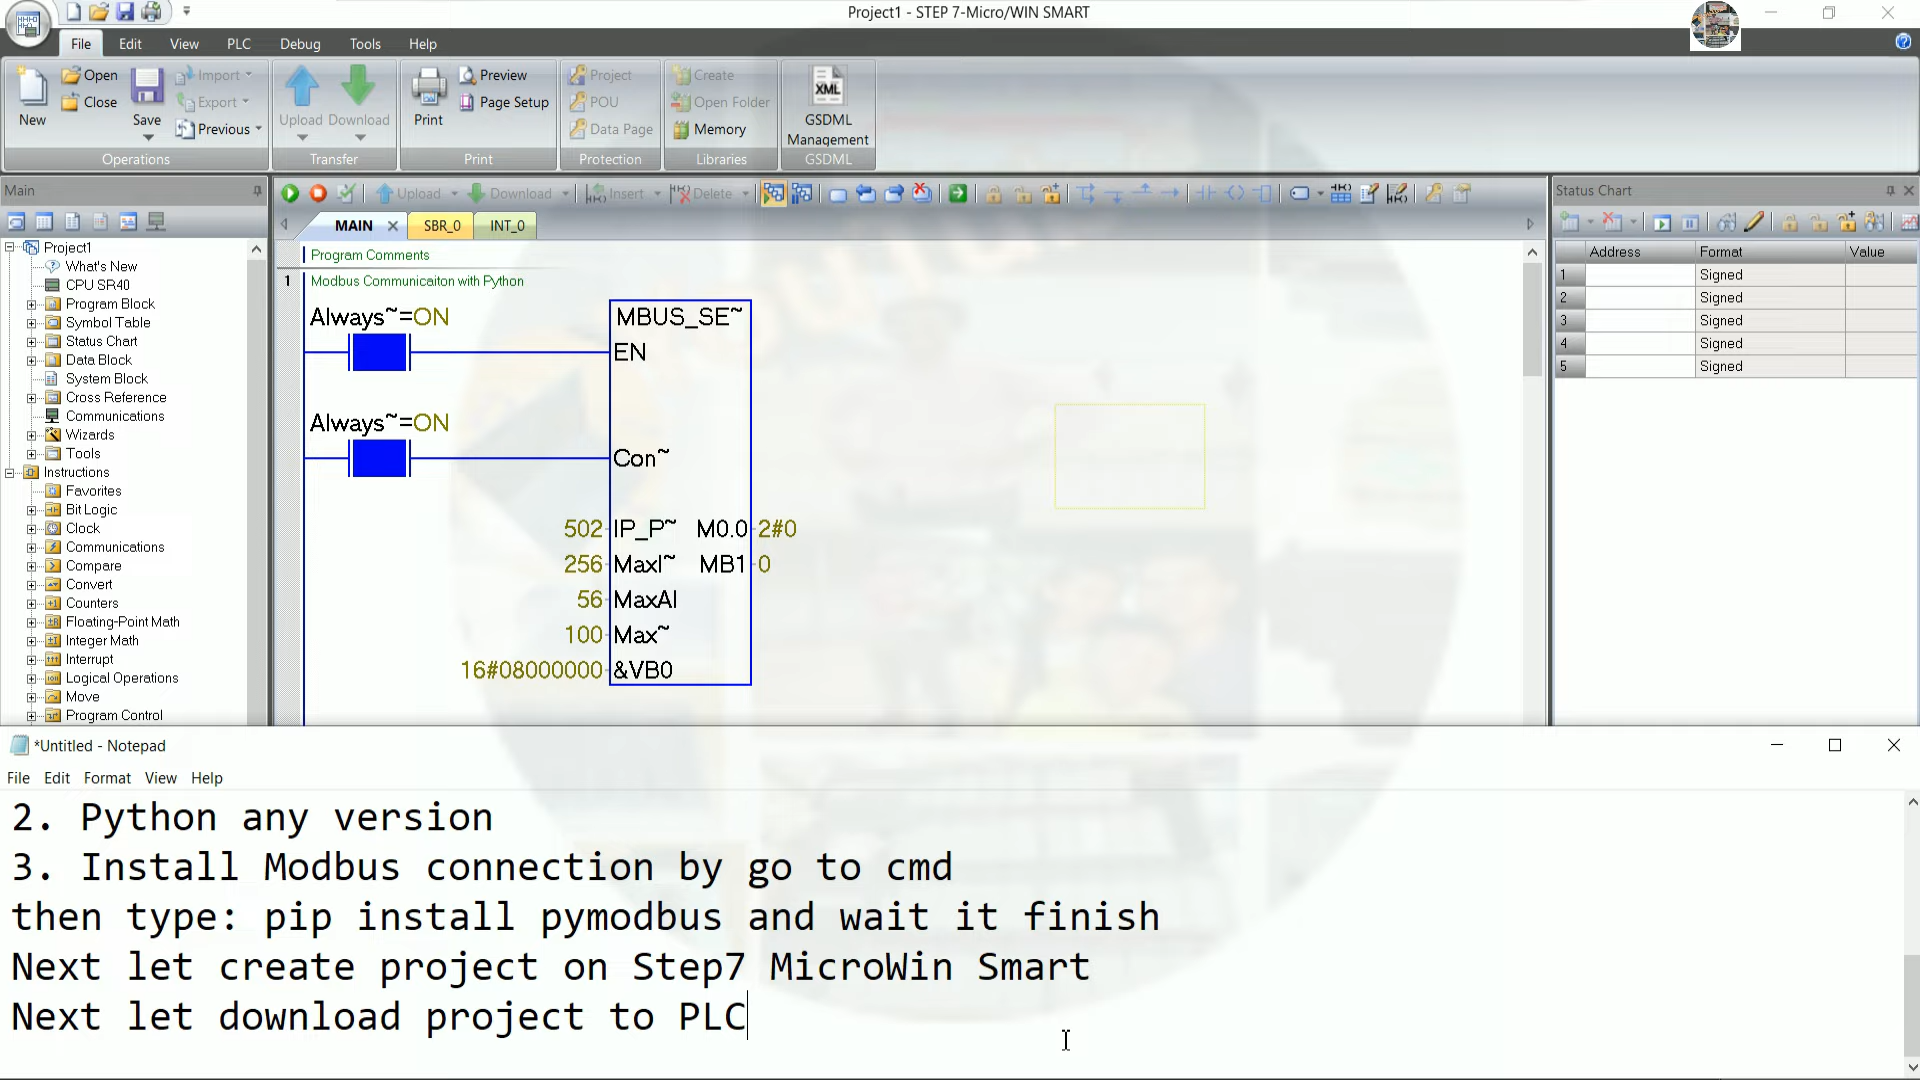 Project1 - STEP 7-Micro/WIN SMART
File Edit View PLC Debug Tools Help
New
Open
Close
Save
Import
Export
Previous
Operations
Upload
Download
Transfer
Print
Preview
Page Setup
Print
Project
POU
Data Page
Protection
Create
Open Folder
Memory
Libraries
XML
GSDML
Management
GSDML
Main
Upload Download Insert Delete
MAIN SBR_0 INT_0
Project1
What's New
CPU SR40
Program Block
Symbol Table
Status Chart
Data Block
System Block
Cross Reference
Communications
Wizards
Tools
Instructions
Favorites
Bit Logic
Clock
Communications
Compare
Convert
Counters
Floating-Point Math
Integer Math
Interrupt
Logical Operations
Move
Program Control
Program Comments
1 Modbus Communicaiton with Python
Always~=ON
MBUS_SE~
EN
Always~=ON
Con~
502 IP_P~ M0.0 2#0
256 MaxI~ MB1 0
56 MaxAI
100 Max~
16#08000000 &VB0
Status Chart
Address Format Value
1 Signed
2 Signed
3 Signed
4 Signed
5 Signed
*Untitled - Notepad
File Edit Format View Help
2. Python any version
3. Install Modbus connection by go to cmd
then type: pip install pymodbus and wait it finish
Next let create project on Step7 MicroWin Smart
Next let download project to PLC